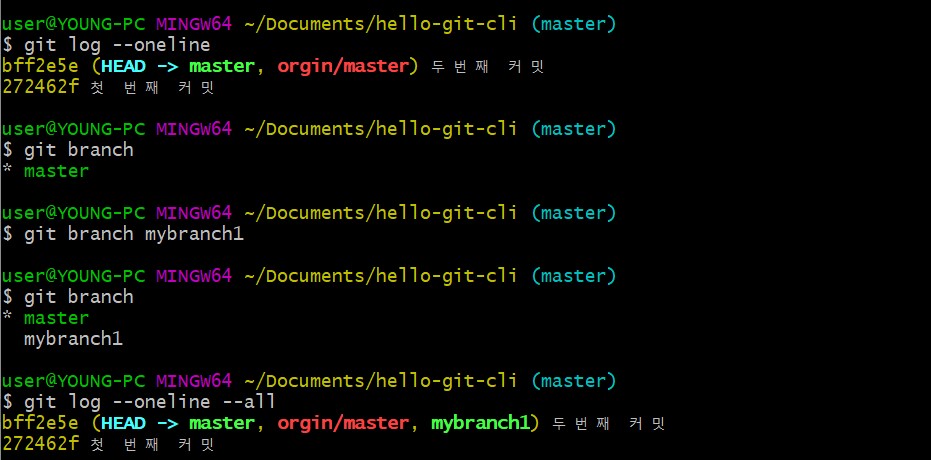 user@YOUNG-PC MINGW64 ~/Documents/hello-git-cli (master)
$ git log --oneline
bff2e5e (HEAD -> master, orgin/master) 두 번째 커밋
272462f 첫 번째 커밋
user@YOUNG-PC MINGW64 ~/Documents/hello-git-cli (master)
$ git branch
* master
user@YOUNG-PC MINGW64 ~/Documents/hello-git-cli (master)
$ git branch mybranch1
user@YOUNG-PC MINGW64 ~/Documents/hello-git-cli (master)
$ git branch
* master
mybranch1
user@YOUNG-PC MINGW64 ~/Documents/hello-git-cli (master)
$ git log --oneline --all
bff2e5e (HEAD -> master, orgin/master, mybranch1) 두 번째 커밋
272462f 첫 번째 커밋